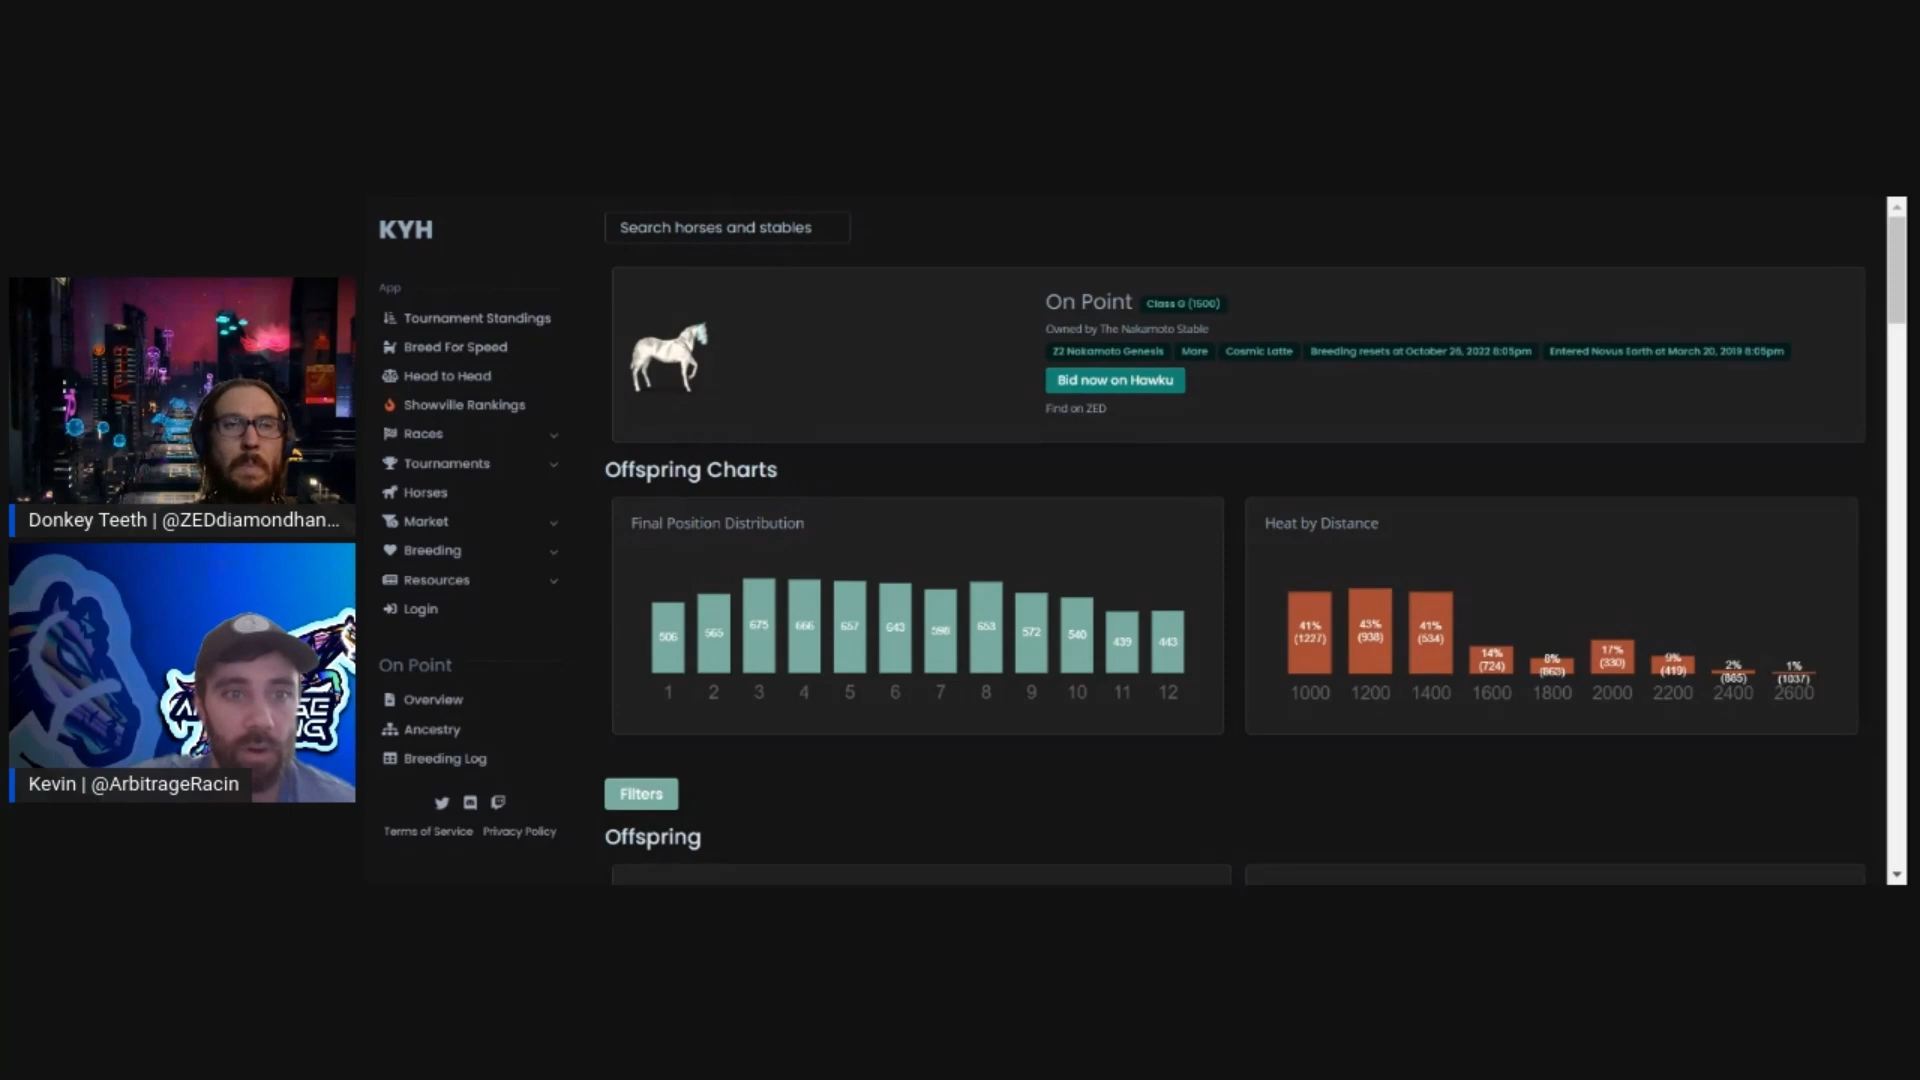 KYH
Search horses and stables
App
Tournament Standings
Breed For Speed
Head to Head
Showville Rankings
Races
Tournaments
Horses
Market
Breeding
Resources
Login
On Point
Overview
Ancestry
Breeding Log
Terms of Service Privacy Policy
On Point Class G (1500)
Owned by The Nakamoto Stable
Z2 Nakamoto Genesis Mare Cosmic Latte Breeding resets at October 26, 2022 8:05pm Entered Novus Earth at March 20, 2019 8:05pm
Bid now on Hawku
Find on ZED
Offspring Charts
Final Position Distribution
506 565 675 666 657 643 598 653 572 540 439 443
1 2 3 4 5 6 7 8 9 10 11 12
Heat by Distance
41% 43% 41% 14% 8% 17% 9% 2% 1%
(1227) (938) (534) (724) (863) (330) (419) (885) (1037)
1000 1200 1400 1600 1800 2000 2200 2400 2600
Filters
Offspring
Donkey Teeth | @ZEDdiamondhan...
Kevin | @ArbitrageRacin